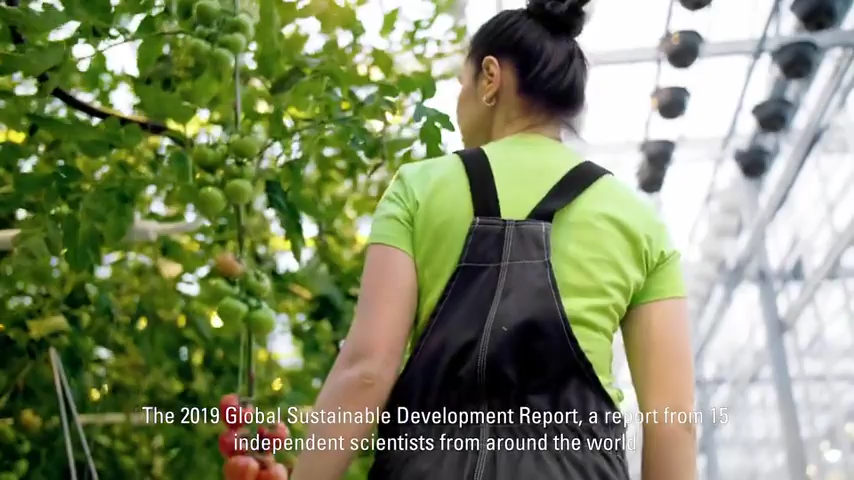 The 2019 Global Sustainable Development Report, a report from 15
independent scientists from around the world